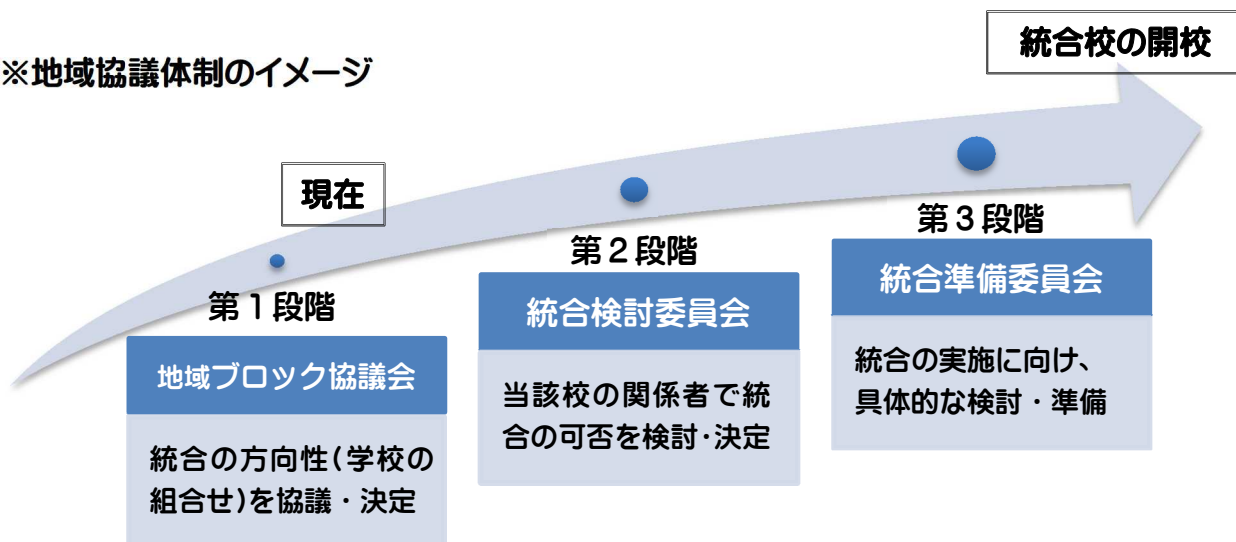 統合校の開校
※地域協議体制のイメージ
現在
第1段階
地域ブロック協議会
統合の方向性(学校の
組合せ)を協議・決定
第2段階
統合検討委員会
当該校の関係者で統
合の可否を検討・決定
第3段階
統合準備委員会
統合の実施に向け、
具体的な検討・準備